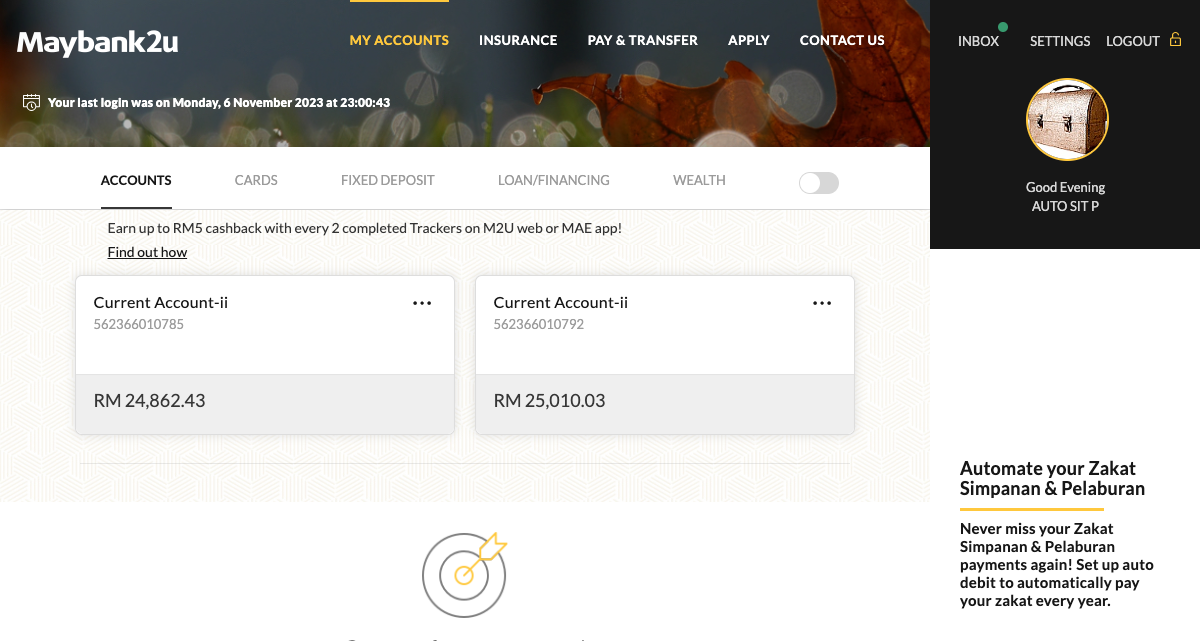 Maybank2u
MY ACCOUNTS INSURANCE PAY & TRANSFER APPLY CONTACT US
INBOX SETTINGS LOGOUT
Your last login was on Monday, 6 November 2023 at 23:00:43
Good Evening
AUTO SIT P
ACCOUNTS CARDS FIXED DEPOSIT LOAN/FINANCING WEALTH
Earn up to RM5 cashback with every 2 completed Trackers on M2U web or MAE app!
Find out how
Current Account-ii
562366010785
RM 24,862.43
Current Account-ii
562366010792
RM 25,010.03
Automate your Zakat
Simpanan & Pelaburan
Never miss your Zakat
Simpanan & Pelaburan
payments again! Set up auto
debit to automatically pay
your zakat every year.